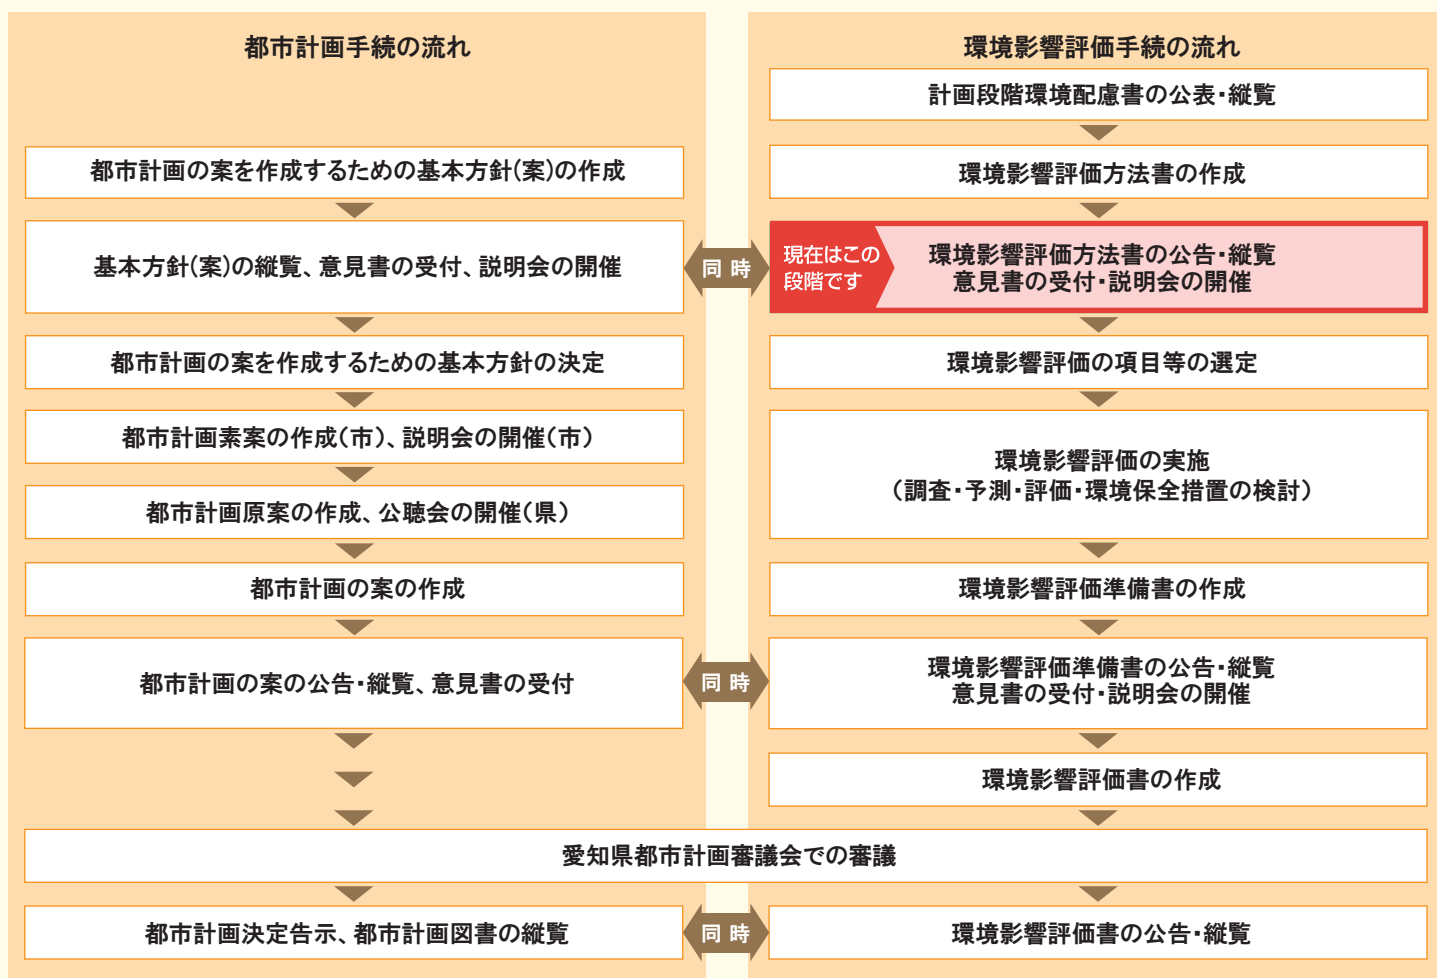 都市計画手続の流れ
都市計画の案を作成するための基本方針(案)の作成
基本方針(案)の縦覧、意見書の受付、説明会の開催
都市計画の案を作成するための基本方針の決定
都市計画素案の作成(市)、説明会の開催(市)
都市計画原案の作成、公聴会の開催(県)
都市計画の案の作成
都市計画の案の公告・縦覧、意見書の受付
同時
同時
環境影響評価手続の流れ
計画段階環境配慮書の公表・縦覧
環境影響評価方法書の作成
現在はこの
段階です
環境影響評価方法書の公告・縦覧
意見書の受付・説明会の開催
環境影響評価の項目等の選定
環境影響評価の実施
(調査・予測・評価・環境保全措置の検討)
環境影響評価準備書の作成
環境影響評価準備書の公告・縦覧
意見書の受付・説明会の開催
環境影響評価書の作成
愛知県都市計画審議会での審議
都市計画決定告示、都市計画図書の縦覧
同時
環境影響評価書の公告・縦覧